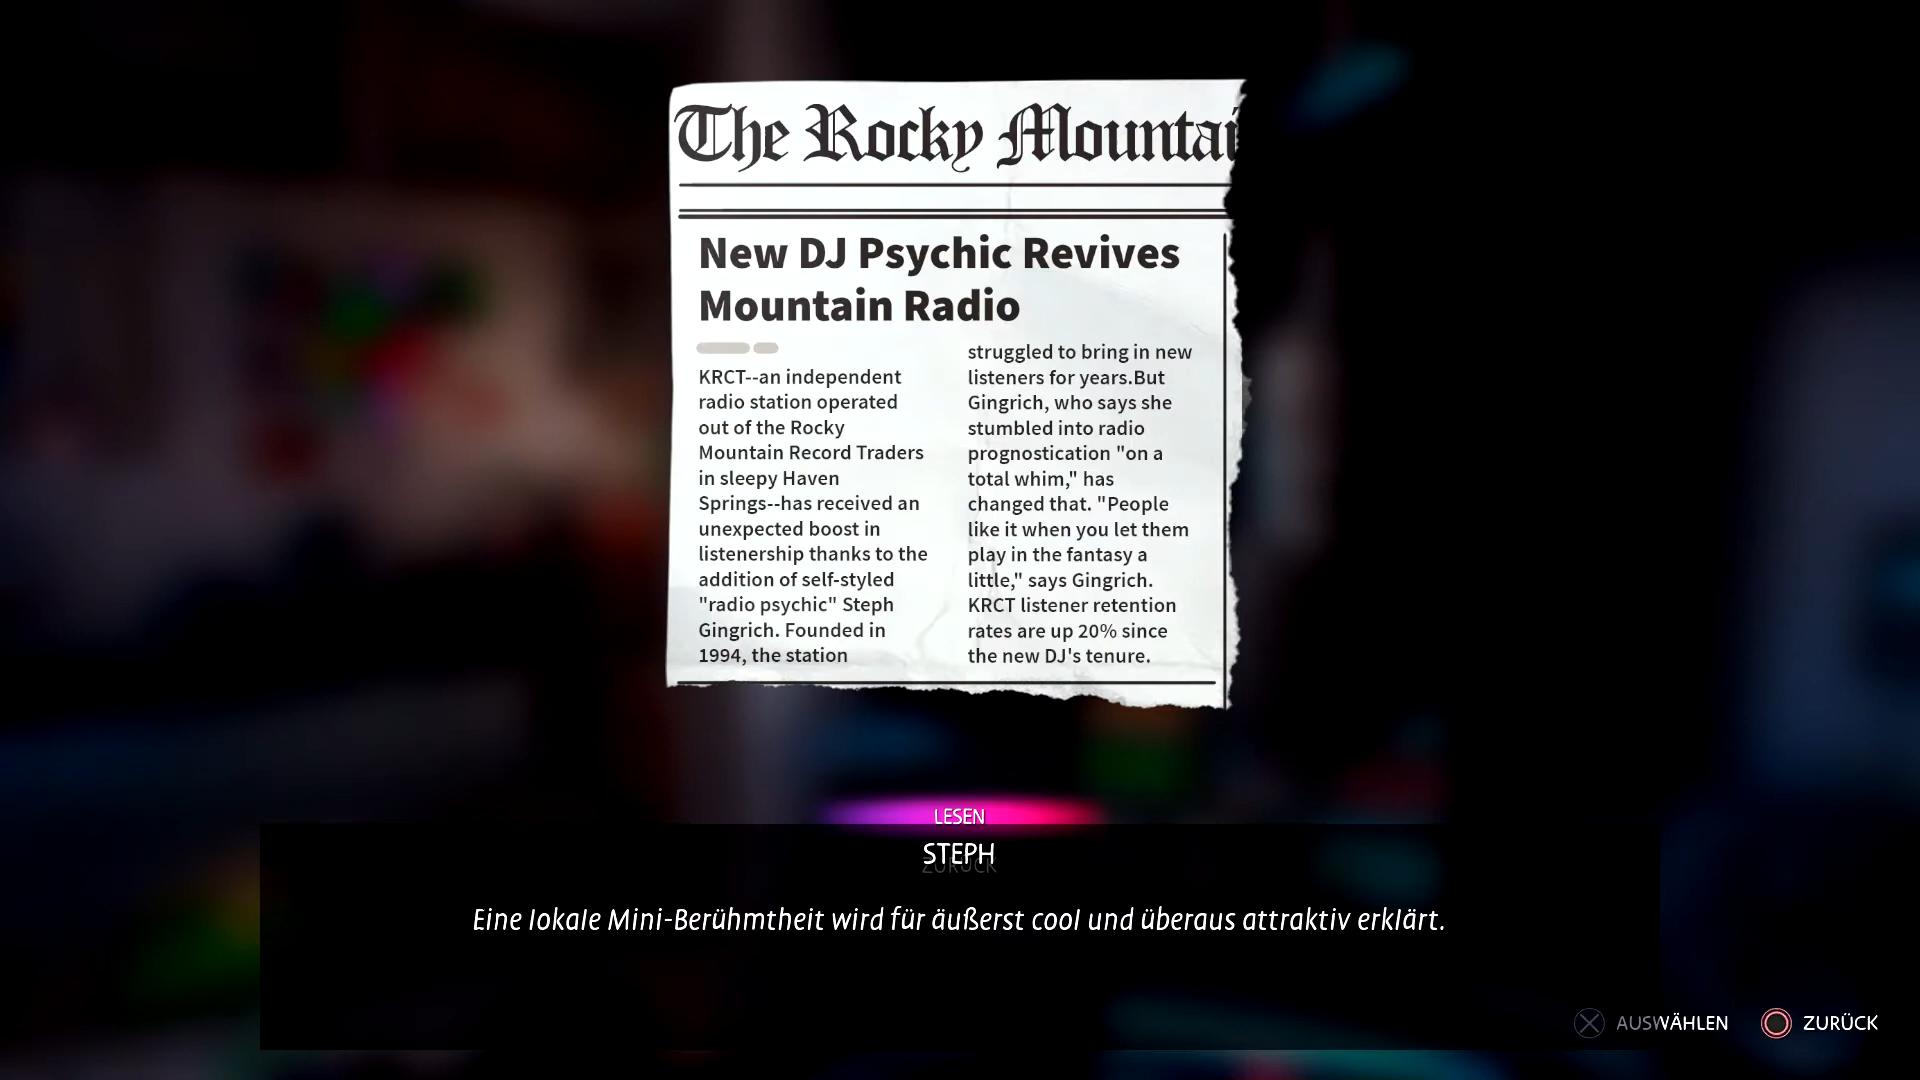 The Rocky Mountai
New DJ Psychic Revives
Mountain Radio
KRCT--an independent
radio station operated
out of the Rocky
Mountain Record Traders
in sleepy Haven
Springs--has received an
unexpected boost in
listenership thanks to the
addition of self-styled
"radio psychic" Steph
Gingrich. Founded in
1994, the station
struggled to bring in new
listeners for years.But
Gingrich, who says she
stumbled into radio
prognostication "on a
total whim," has
changed that. "People
like it when you let them
play in the fantasy a
little," says Gingrich.
KRCT listener retention
rates are up 20% since
the new DJ's tenure.
LESEN
STEPH
ZURÜCK
Eine lokale Mini-Berühmtheit wird für äußerst cool und überaus attraktiv erklärt.
AUSWÄHLEN
ZURÜCK